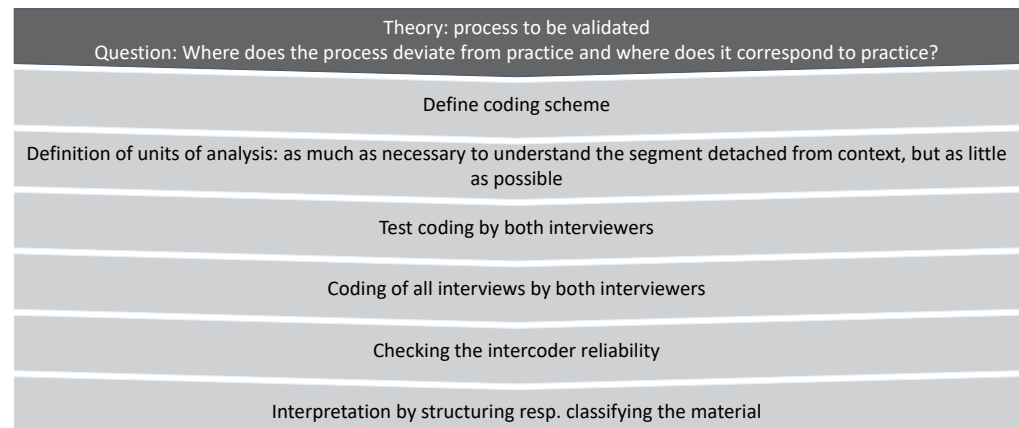 Theory: process to be validated
Question: Where does the process deviate from practice and where does it correspond to practice?
Define coding scheme
Definition of units of analysis: as much as necessary to understand the segment detached from context, but as little
as possible
Test coding by both interviewers
Coding of all interviews by both interviewers
Checking the intercoder reliability
Interpretation by structuring resp. classifying the material